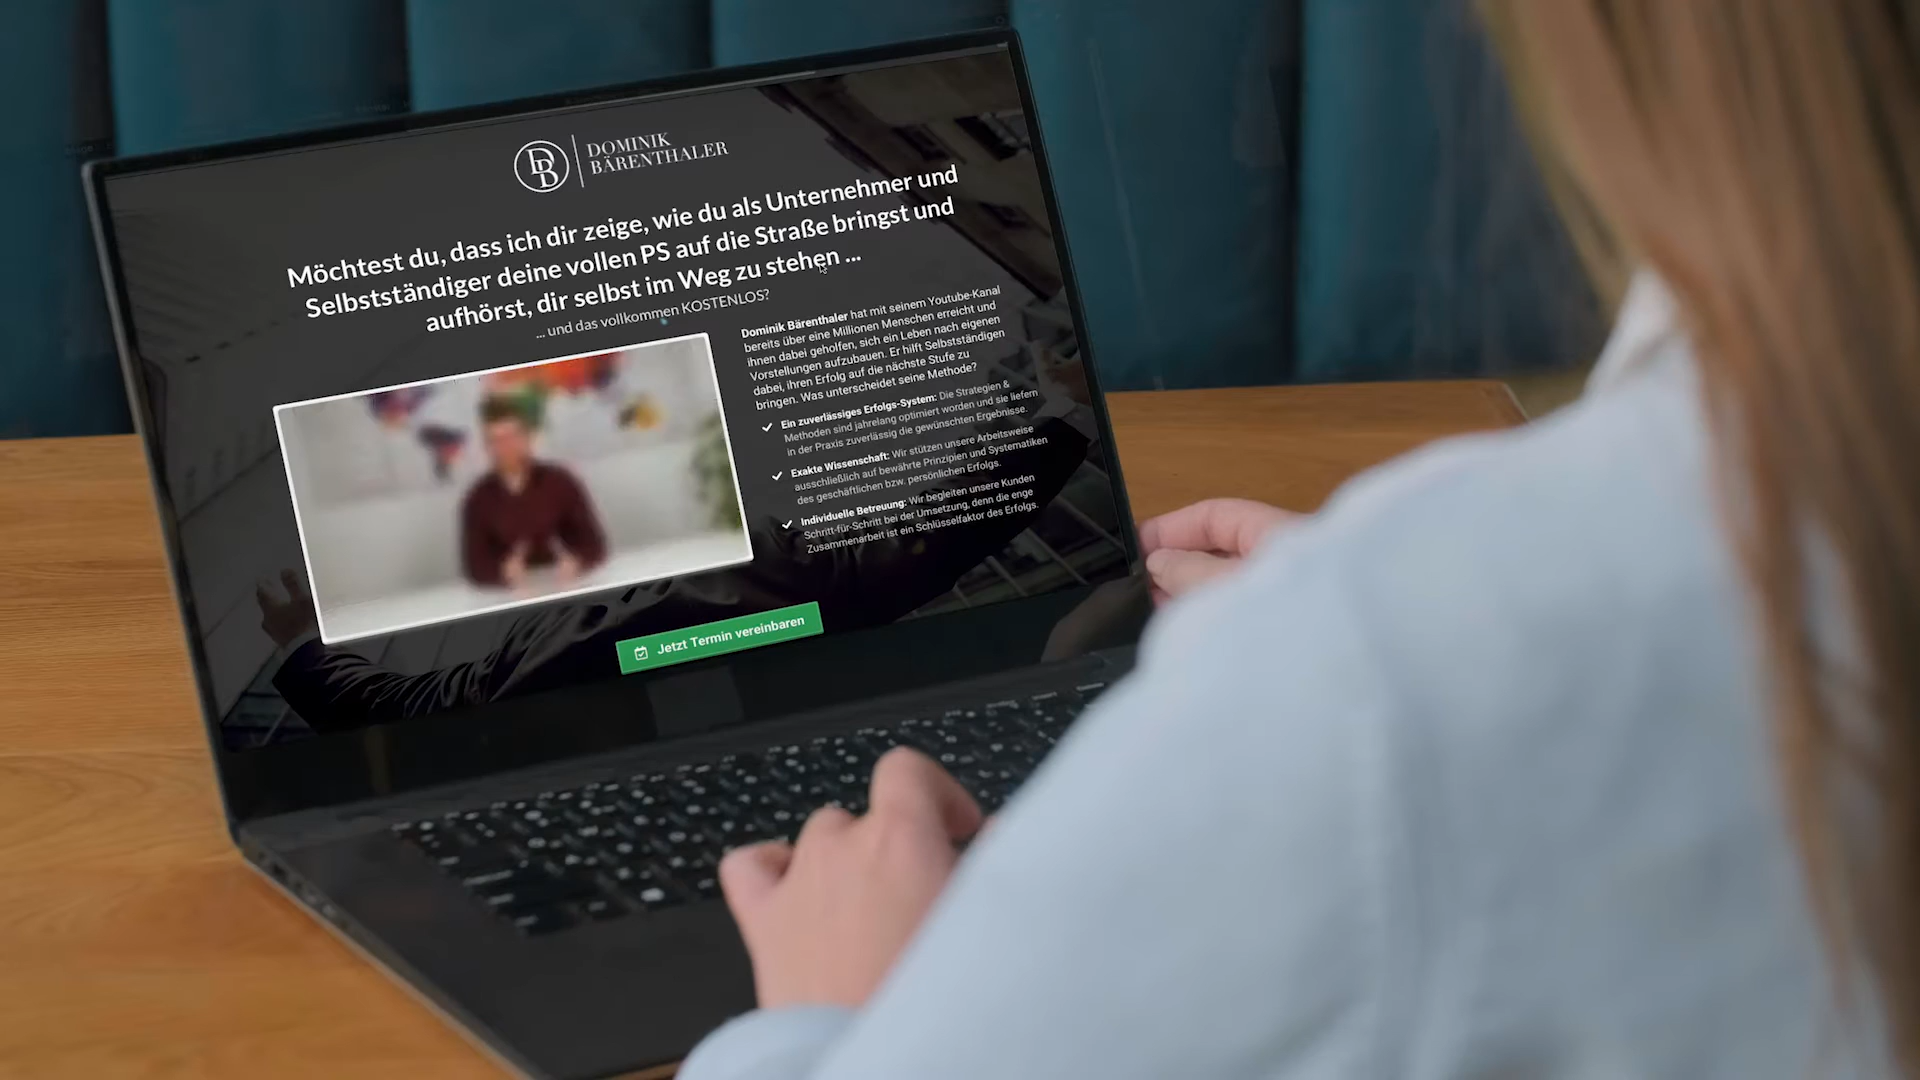 DB
DOMINIK
BÄRENTHALER
Möchtest du, dass ich dir zeige, wie du als Unternehmer und
Selbstständiger deine vollen PS auf die Straße bringst und
aufhörst, dir selbst im Weg zu stehen ...
... und das vollkommen KOSTENLOS?
Dominik Bärenthaler hat mit seinem Youtube-Kanal
bereits über eine Millionen Menschen erreicht und
ihnen dabei geholfen, sich ein Leben nach eigenen
Vorstellungen aufzubauen. Er hilft Selbstständigen
dabei, ihren Erfolg auf die nächste Stufe zu
bringen. Was unterscheidet seine Methode?
Ein zuverlässiges Erfolgs-System: Die Strategien &
Methoden sind jahrelang optimiert worden und sie liefern
in der Praxis zuverlässig die gewünschten Ergebnisse.
Exakte Wissenschaft: Wir stützen unsere Arbeitsweise
ausschließlich auf bewährte Prinzipien und Systematiken
des geschäftlichen bzw. persönlichen Erfolgs.
Individuelle Betreuung: Wir begleiten unsere Kunden
Schritt-für-Schritt bei der Umsetzung, denn die enge
Zusammenarbeit ist ein Schlüsselfaktor des Erfolgs.
Jetzt Termin vereinbaren